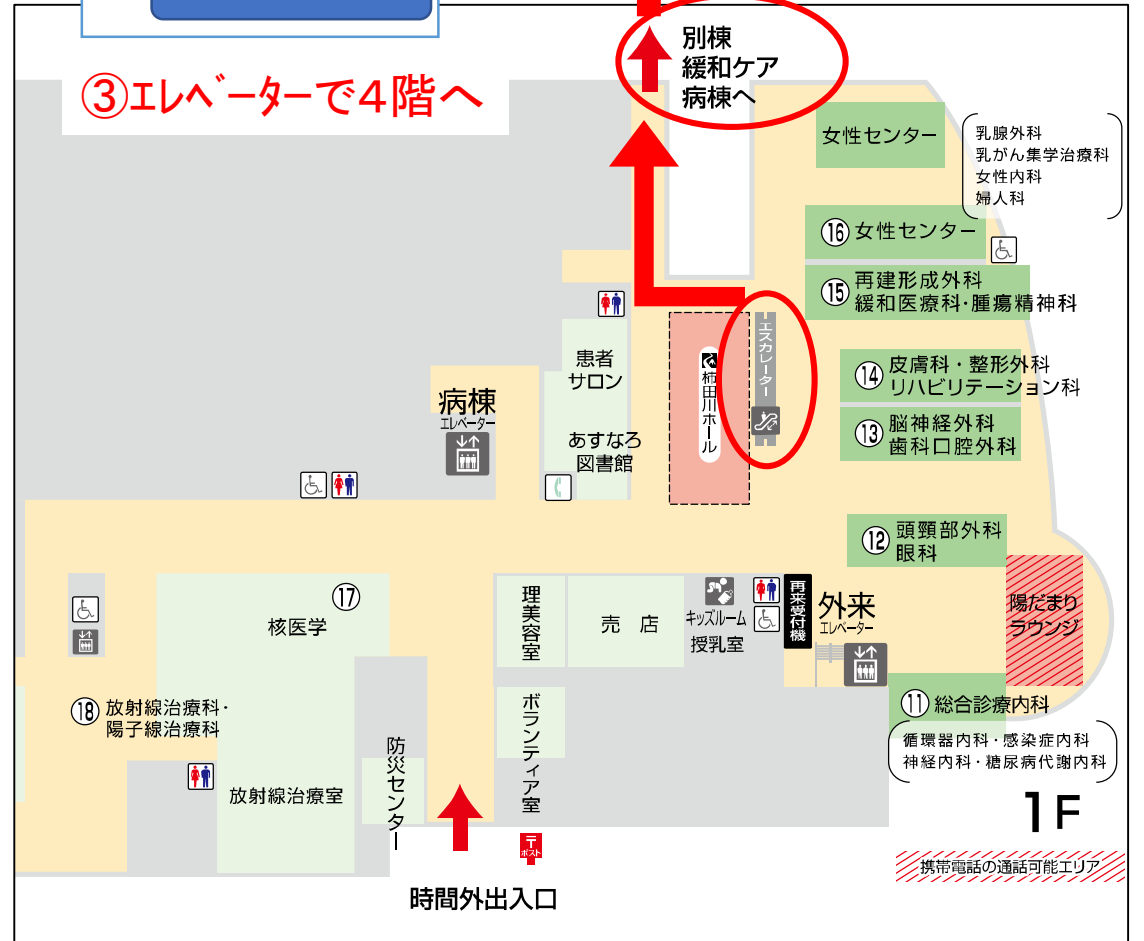 ③エレベーターで4階へ
別棟
緩和ケア
病棟へ
女性センター
乳腺外科
乳がん集学治療科
女性内科
婦人科
⑯女性センター
⑮再建形成外科
緩和医療科・腫瘍精神科
エスカレーター
柿田川ホール
患者
サロン
⑭皮膚科・整形外科
リハビリテーション科
病棟
エレベーター
あすなろ
図書館
⑬脳神経外科
歯科口腔外科
⑫頭頸部外科
眼科
⑰
核医学
理美容室
売店
キッズルーム
授乳室
再来受付機
外来
エレベーター
陽だまり
ラウンジ
⑱放射線治療科・
陽子線治療科
防災センター
ボランティア室
⑪総合診療内科
循環器内科・感染症内科
神経内科・糖尿病代謝内科
放射線治療室
1F
〒
ポスト
携帯電話の通話可能エリア
時間外出入口